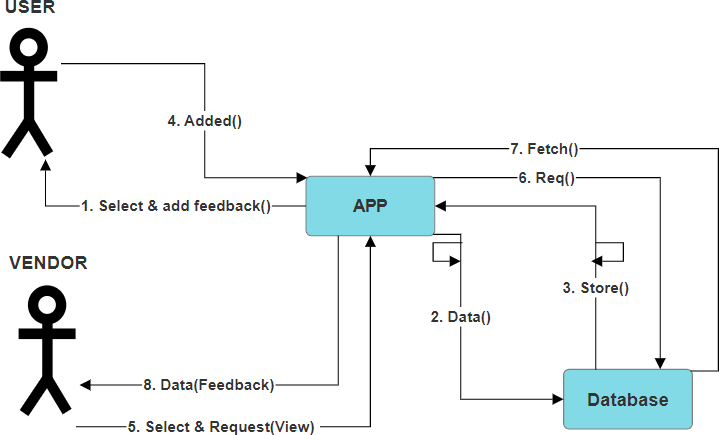 USER
4. Added()
7. Fetch()
6. Req()
1. Select & add feedback()
APP
VENDOR
3. Store()
2. Data()
8. Data(Feedback)
Database
5. Select & Request(View)